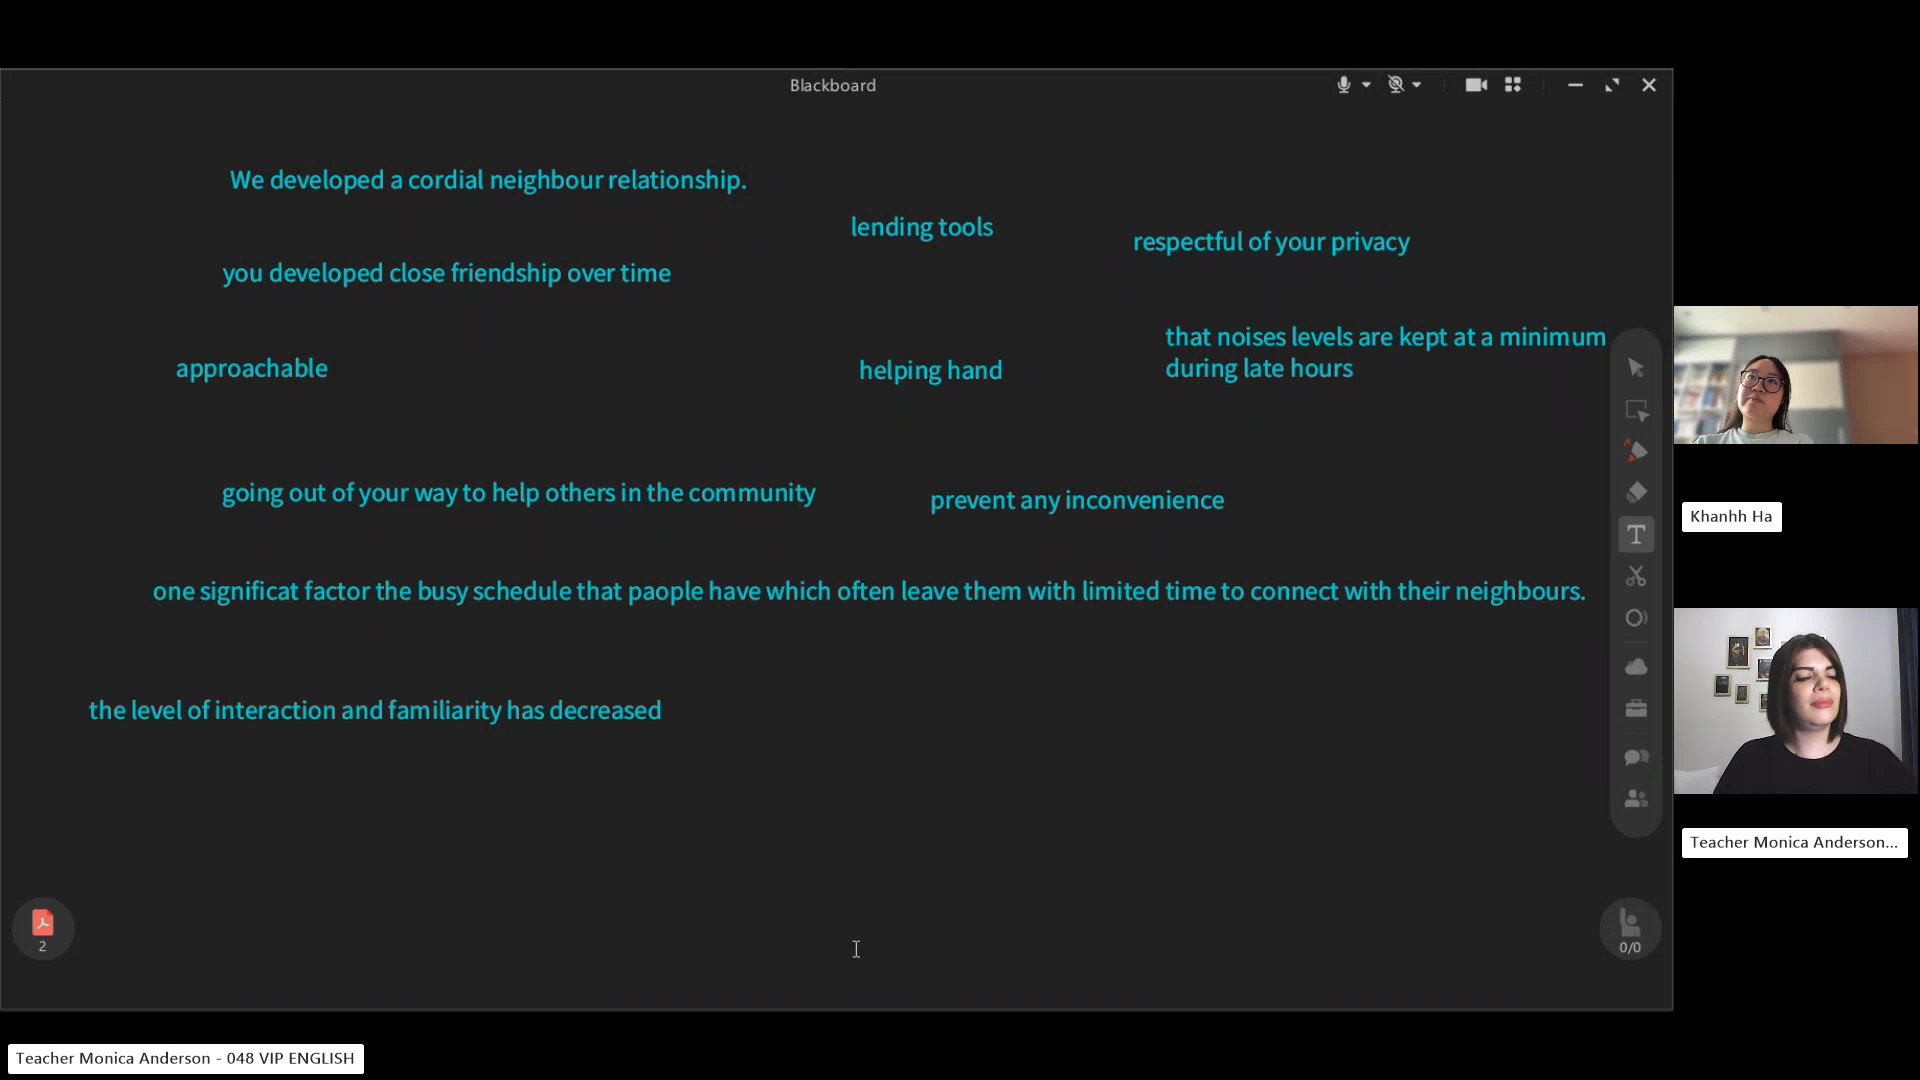 Blackboard
We developed a cordial neighbour relationship.
lending tools
respectful of your privacy
you developed close friendship over time
that noises levels are kept at a minimum
during late hours
approachable
helping hand
going out of your way to help others in the community
prevent any inconvenience
one significat factor the busy schedule that paople have which often leave them with limited time to connect with their neighbours.
the level of interaction and familiarity has decreased
Khanhh Ha
Teacher Monica Anderson...
T
2
0/0
Teacher Monica Anderson - 048 VIP ENGLISH